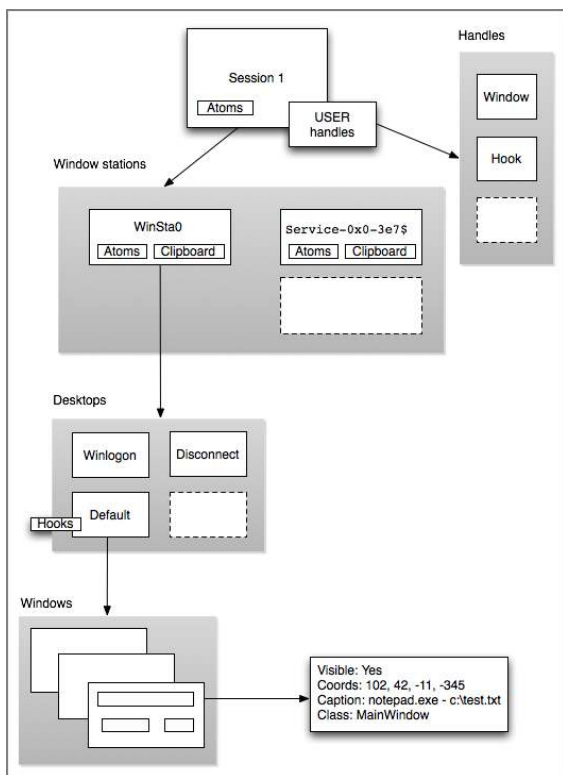 Handles
Session 1
Atoms
USER
handles
Window
Hook
Window stations
WinSta0
Atoms
Clipboard
Service-0x0-3e7$
Atoms
Clipboard
Desktops
Winlogon
Disconnect
Hooks
Default
Windows
Visible: Yes
Coords: 102, 42, -11, -345
Caption: notepad.exe - c:\test.txt
Class: MainWindow